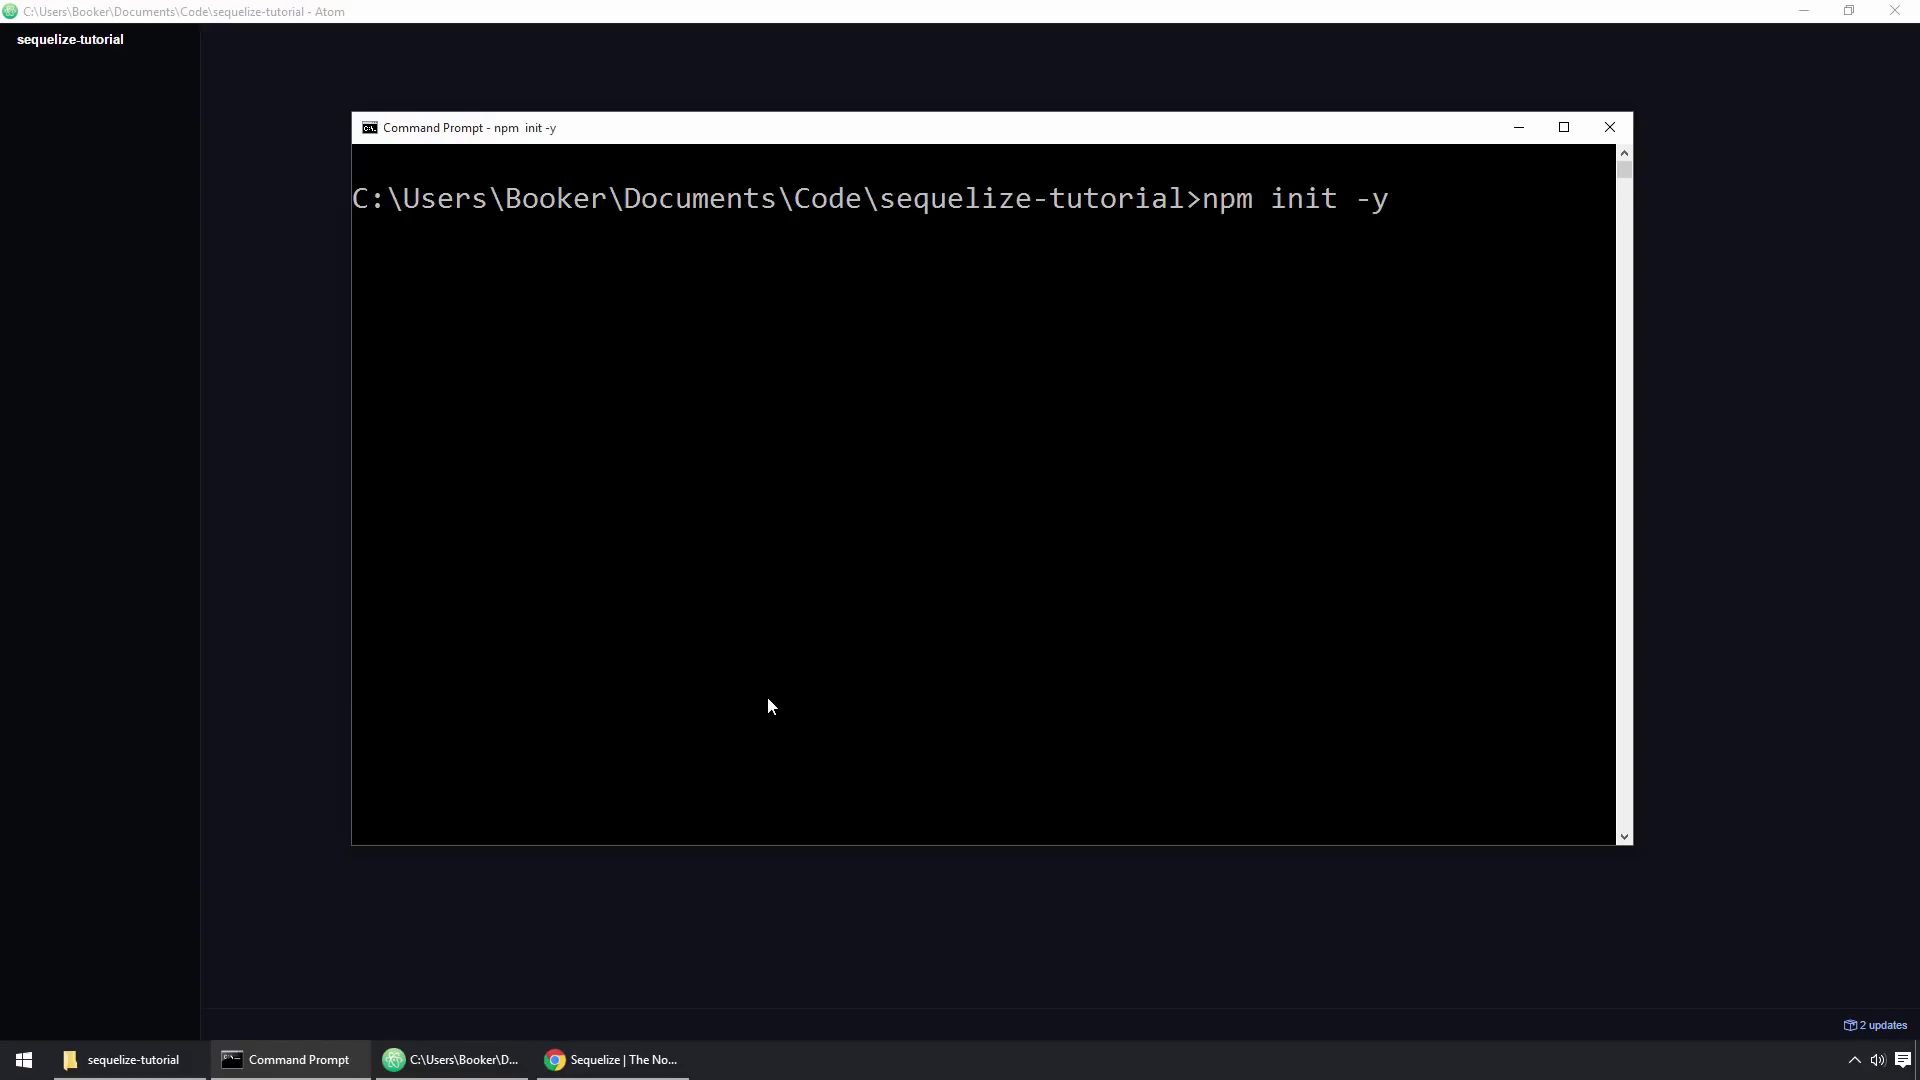 C:\Users\Booker\Documents\Code\sequelize-tutorial - Atom
sequelize-tutorial
Command Prompt - npm  init -y
C:\Users\Booker\Documents\Code\sequelize-tutorial>npm init -y
2 updates
sequelize-tutorial
Command Prompt
C:\Users\Booker\D...
Sequelize | The No...